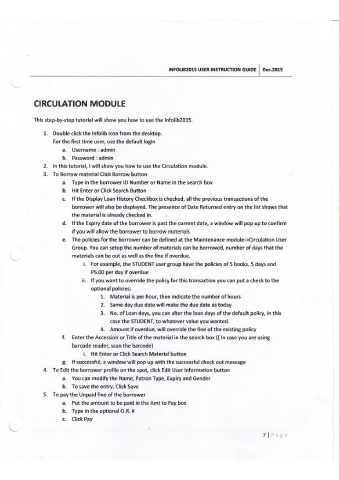 INFOLIB2015 USER INSTRUCTION GUIDE Dec.2015
CIRCULATION MODULE
This step-by-step tutorial will show you how to use the Infolib2015.
1. Double click the Infolib Icon from the desktop.
For the first time user, use the default login
a. Username : admin
b. Password : admin
2. In this tutorial, I will show you how to use the Circulation module.
3. To Borrow material Click Borrow button
a. Type in the borrower ID Number or Name in the search box
b. Hit Enter or Click Search Button
c. If the Display Loan History Checkbox is checked, all the previous transactions of the
borrower will also be displayed. The presence of Date Returned entry on the list shows that
the material is already checked in.
d. If the Expiry date of the borrower is past the current date, a window will pop up to confirm
if you will allow the borrower to borrow materials
e. The policies for the borrower can be defined at the Maintenance module->Circulation User
Group. You can setup the number of materials can be borrowed, number of days that the
materials can be out as well as the fine if overdue.
i. For example, the STUDENT user group have the policies of 5 books, 5 days and
P5.00 per day if overdue
ii. If you want to override the policy for this transaction you can put a check to the
optional policies:
1. Material is per hour, then indicate the number of hours
2. Same day due date will make the due date as today
3. No. of Loan days, you can alter the loan days of the default policy, in this
case the STUDENT, to whatever value you wanted.
4. Amount if overdue, will override the fine of the existing policy
f. Enter the Accession or Title of the material in the search box (( In case you are using
barcode reader, scan the barcode)
i. Hit Enter or Click Search Material button
g. If successful, a window will pop up with the succesful check out message
4. To Edit the borrower profile on the spot, click Edit User Information button
a. You can modify the Name, Patron Type, Expiry and Gender
b. To save the entry, Click Save
5. To pay the Unpaid fine of the borrower
a. Put the amount to be paid in the Amt to Pay box
b. Type in the optional O.R. #
c. Click Pay
7 | Page